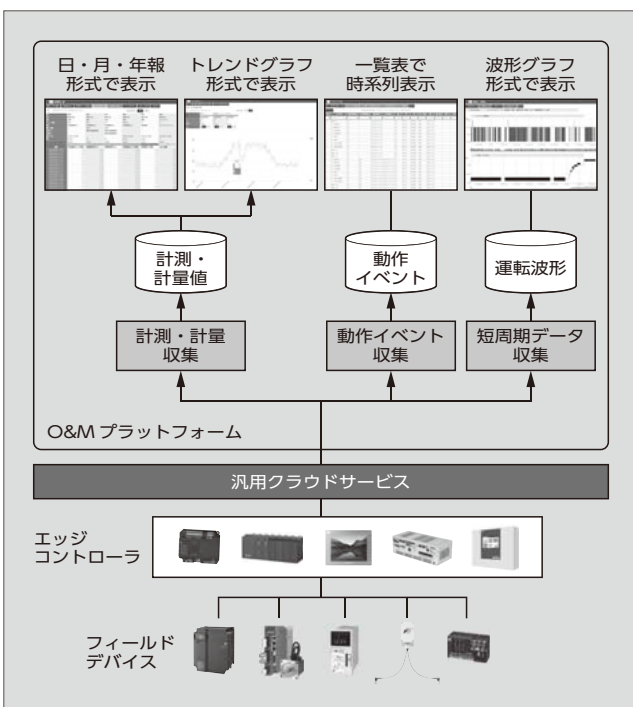 日・月・年報
形式で表示
トレンドグラフ
形式で表示
一覧表で
時系列表示
波形グラフ
形式で表示
計測・
計量値
動作
イベント
運転波形
計測・計量
収集
動作イベント
収集
短周期データ
収集
O&Mプラットフォーム
汎用クラウドサービス
エッジ
コントローラ
フィールド
デバイス